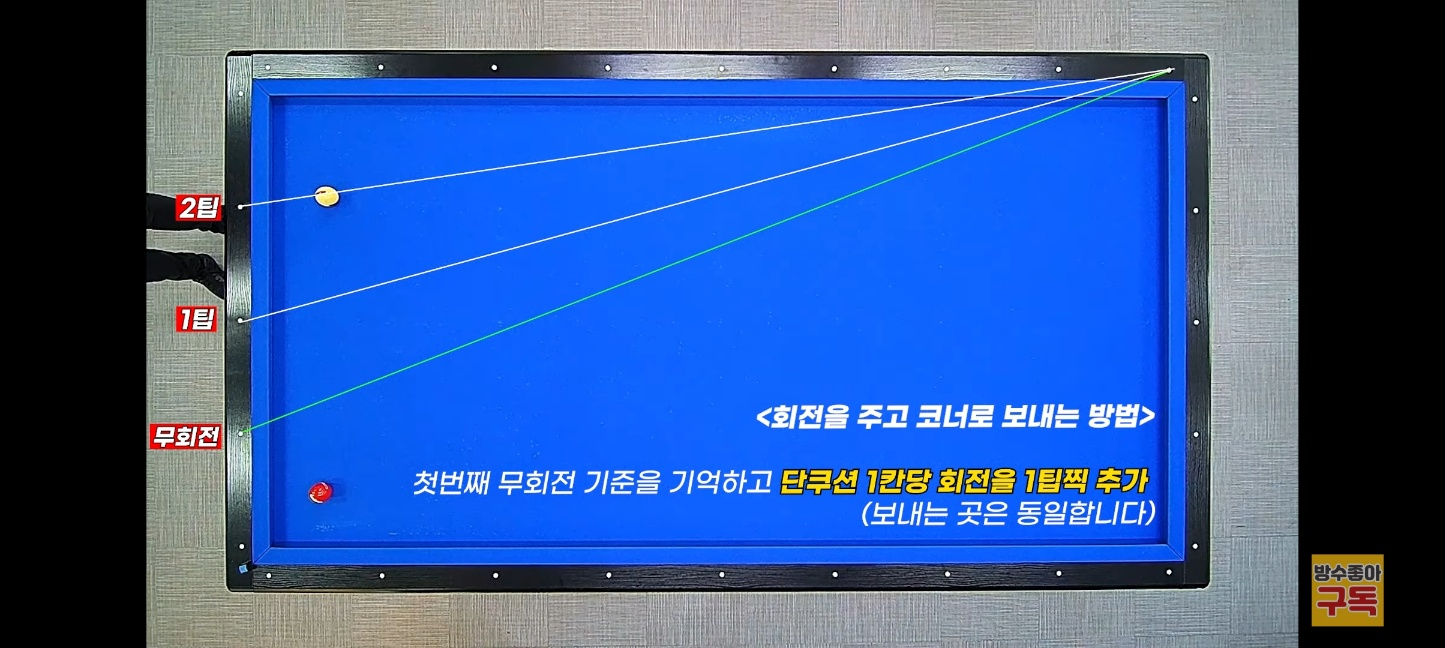 2팁
1팁
무회전
<회전을 주고 코너로 보내는 방법>
첫번째 무회전 기준을 기억하고 단쿠션 1칸당 회전을 1팁찍 추가
(보내는 곳은 동일합니다)
방수종아
구독